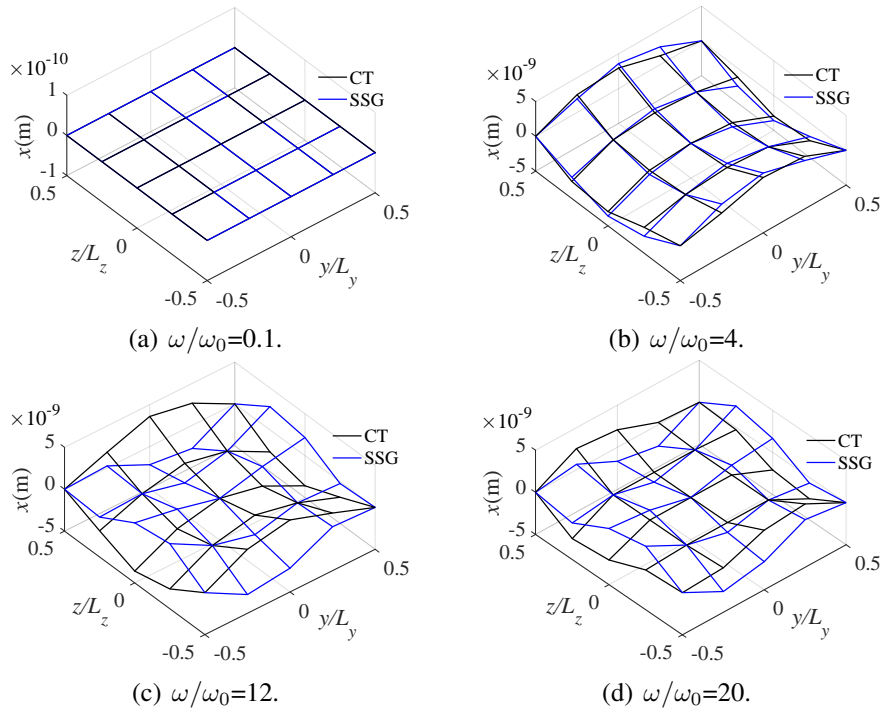 ×10⁻¹⁰
1
0
-1
x(m)
0.5
0
-0.5
z/L_z
-0.5
0
0.5
y/L_y
CT
SSG
(a) ω/ω₀=0.1.
×10⁻⁹
5
0
-5
x(m)
0.5
0
-0.5
z/L_z
-0.5
0
0.5
y/L_y
CT
SSG
(b) ω/ω₀=4.
×10⁻⁹
5
0
-5
x(m)
0.5
0
-0.5
z/L_z
-0.5
0
0.5
y/L_y
CT
SSG
(c) ω/ω₀=12.
×10⁻⁹
5
0
-5
x(m)
0.5
0
-0.5
z/L_z
-0.5
0
0.5
y/L_y
CT
SSG
(d) ω/ω₀=20.